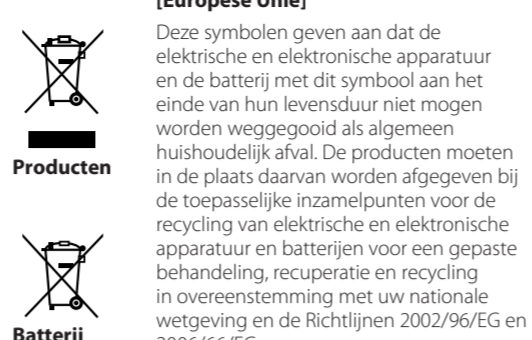 [Europese Unie]
Deze symbolen geven aan dat de
elektrische en elektronische apparatuur
en de batterij met dit symbool aan het
einde van hun levensduur niet mogen
worden weggegooid als algemeen
huishoudelijk afval. De producten moeten
in de plaats daarvan worden afgegeven bij
de toepasselijke inzamelpunten voor de
recycling van elektrische en elektronische
apparatuur en batterijen voor een gepaste
behandeling, recuperatie en recycling
in overeenstemming met uw nationale
wetgeving en de Richtlijnen 2002/96/EG en
2006/66/EG
Producten
Batterij